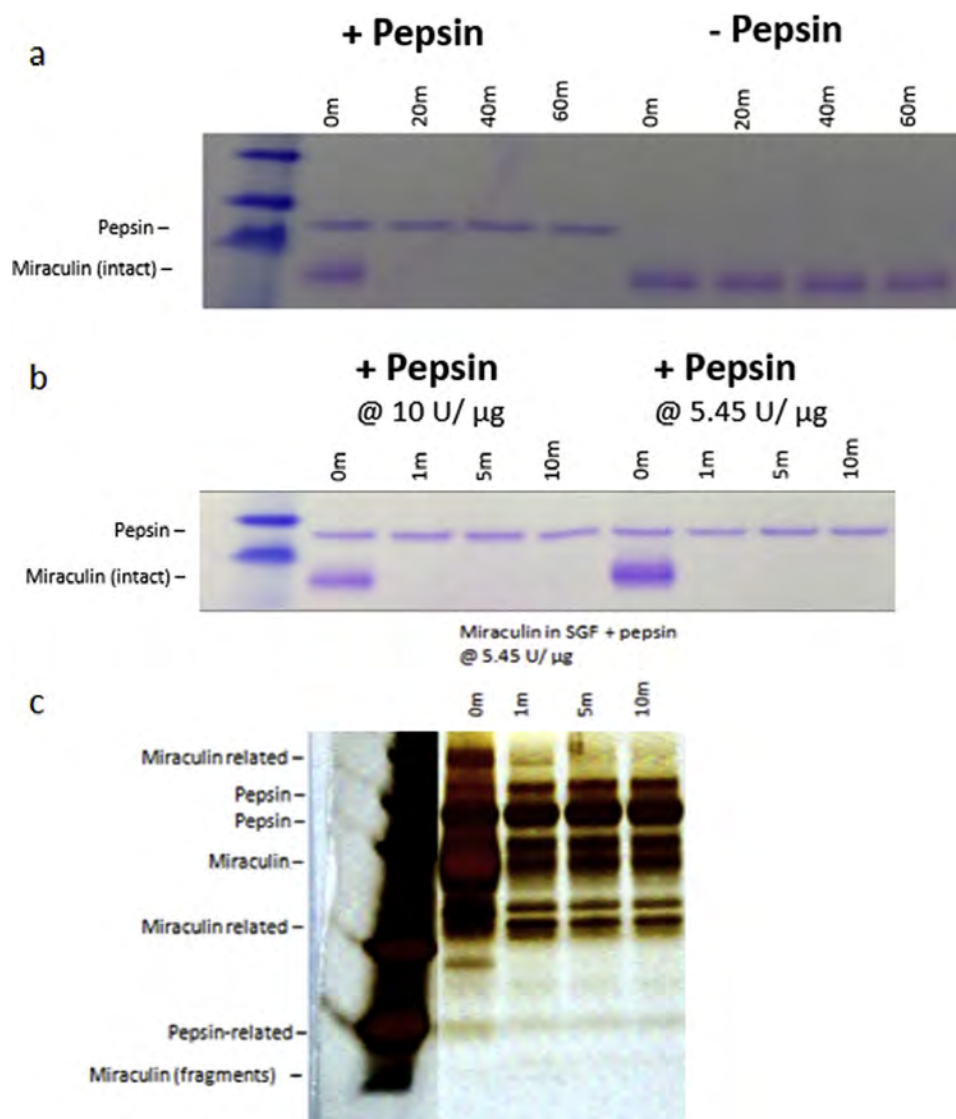 a
+ Pepsin - Pepsin
0m 20m 40m 60m 0m 20m 40m 60m
Pepsin –
Miraculin (intact) –
b
+ Pepsin + Pepsin
@ 10 U/ µg @ 5.45 U/ µg
0m 1m 5m 10m 0m 1m 5m 10m
Pepsin –
Miraculin (intact) –
Miraculin in SGF + pepsin
@ 5.45 U/ µg
c
0m 1m 5m 10m
Miraculin related –
Pepsin –
Pepsin –
Miraculin –
Miraculin related –
Pepsin-related –
Miraculin (fragments) –